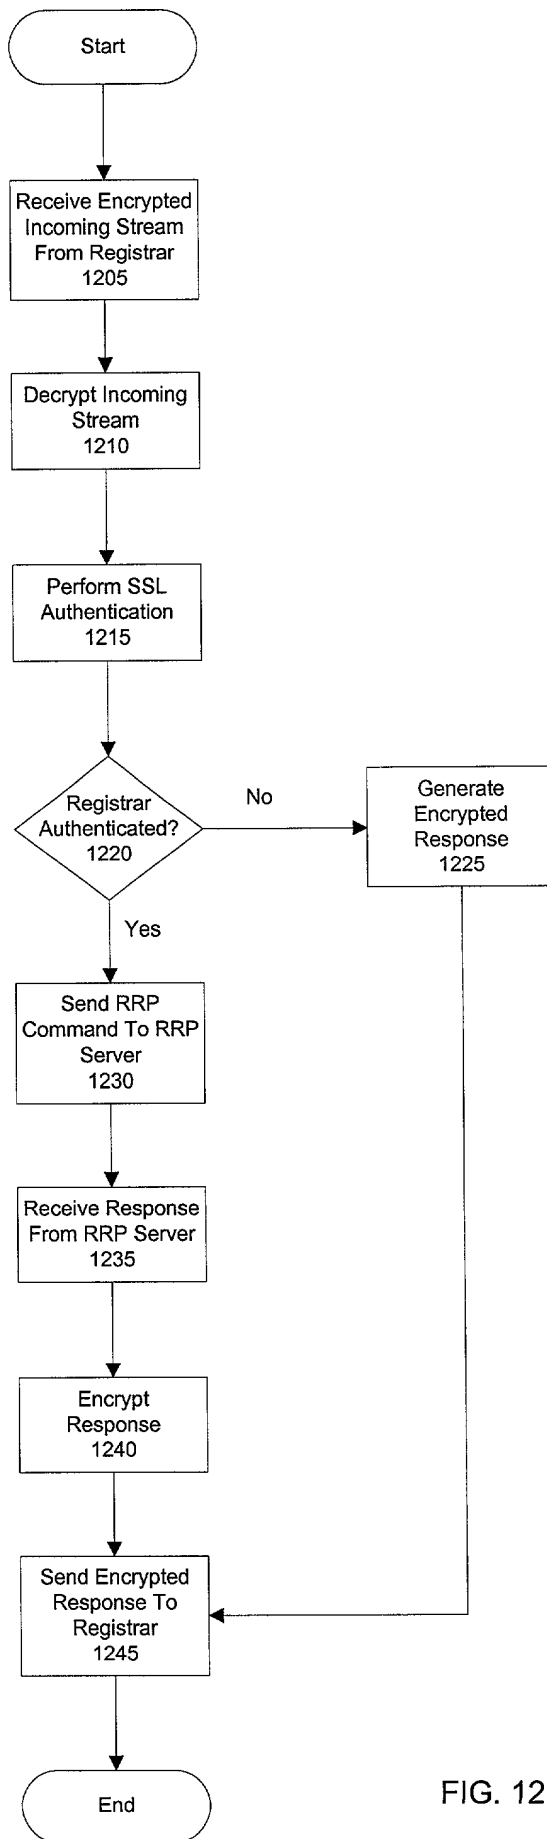 Start
Receive Encrypted
Incoming Stream
From Registrar
1205
Decrypt Incoming
Stream
1210
Perform SSL
Authentication
1215
Registrar
Authenticated?
1220
No
Generate
Encrypted
Response
1225
Yes
Send RRP
Command To RRP
Server
1230
Receive Response
From RRP Server
1235
Encrypt
Response
1240
Send Encrypted
Response To
Registrar
1245
End
FIG. 12